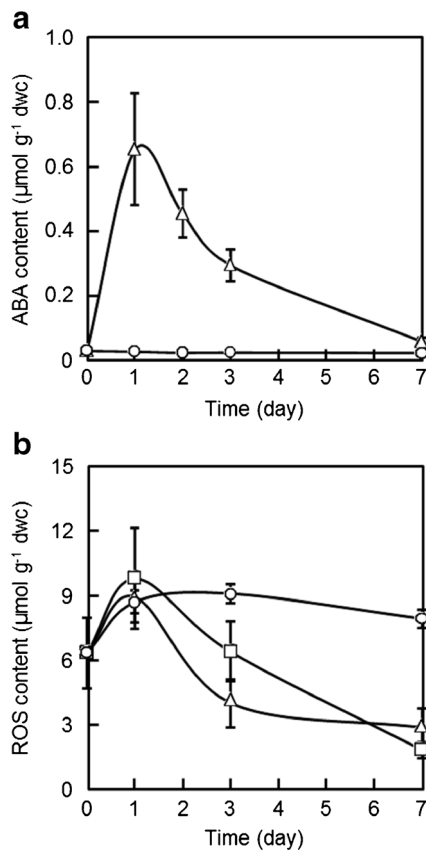 a
ABA content (µmol g⁻¹ dwc)
1.0
0.8
0.6
0.4
0.2
0
0 1 2 3 4 5 6 7
Time (day)
b
ROS content (µmol g⁻¹ dwc)
15
12
9
6
3
0
0 1 2 3 4 5 6 7
Time (day)